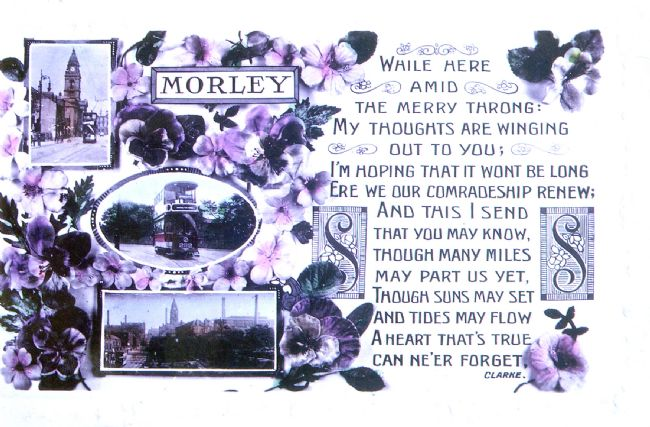 MORLEY
WHILE HERE
AMID
THE MERRY THRONG:
MY THOUGHTS ARE WINGING
OUT TO YOU;
I'M HOPING THAT IT WONT BE LONG
ERE WE OUR COMRADESHIP RENEW;
AND THIS I SEND
THAT YOU MAY KNOW,
THOUGH MANY MILES
MAY PART US YET,
THOUGH SUNS MAY SET
AND TIDES MAY FLOW
A HEART THAT'S TRUE
CAN NE'ER FORGET.
CLARKE.